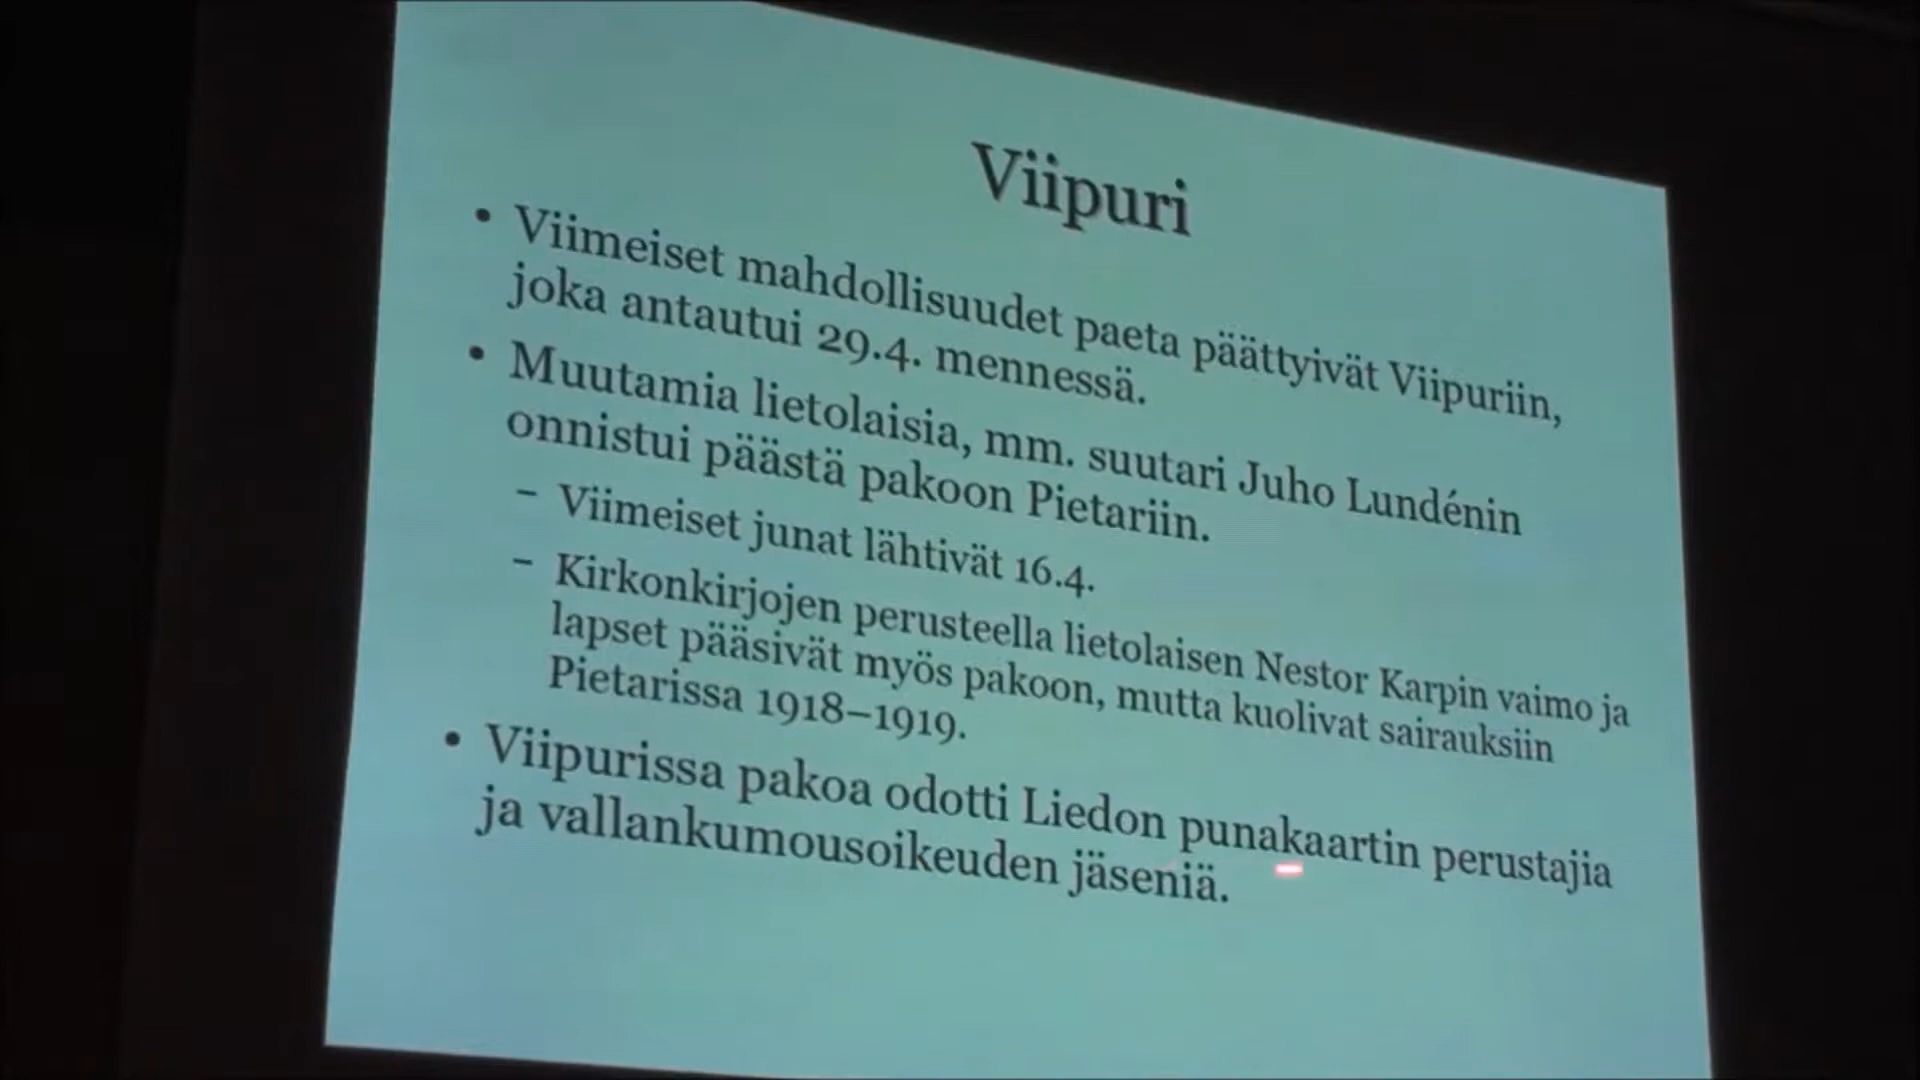 Viipuri
• Viimeiset mahdollisuudet paeta päättyivät Viipuriin,
joka antautui 29.4. mennessä.
• Muutamia lietolaisia, mm. suutari Juho Lundénin
onnistui päästä pakoon Pietariin.
– Viimeiset junat lähtivät 16.4.
– Kirkonkirjojen perusteella lietolaisen Nestor Karpin vaimo ja
lapset pääsivät myös pakoon, mutta kuolivat sairauksiin
Pietarissa 1918–1919.
• Viipurissa pakoa odotti Liedon punakaartin perustajia
ja vallankumousoikeuden jäseniä.